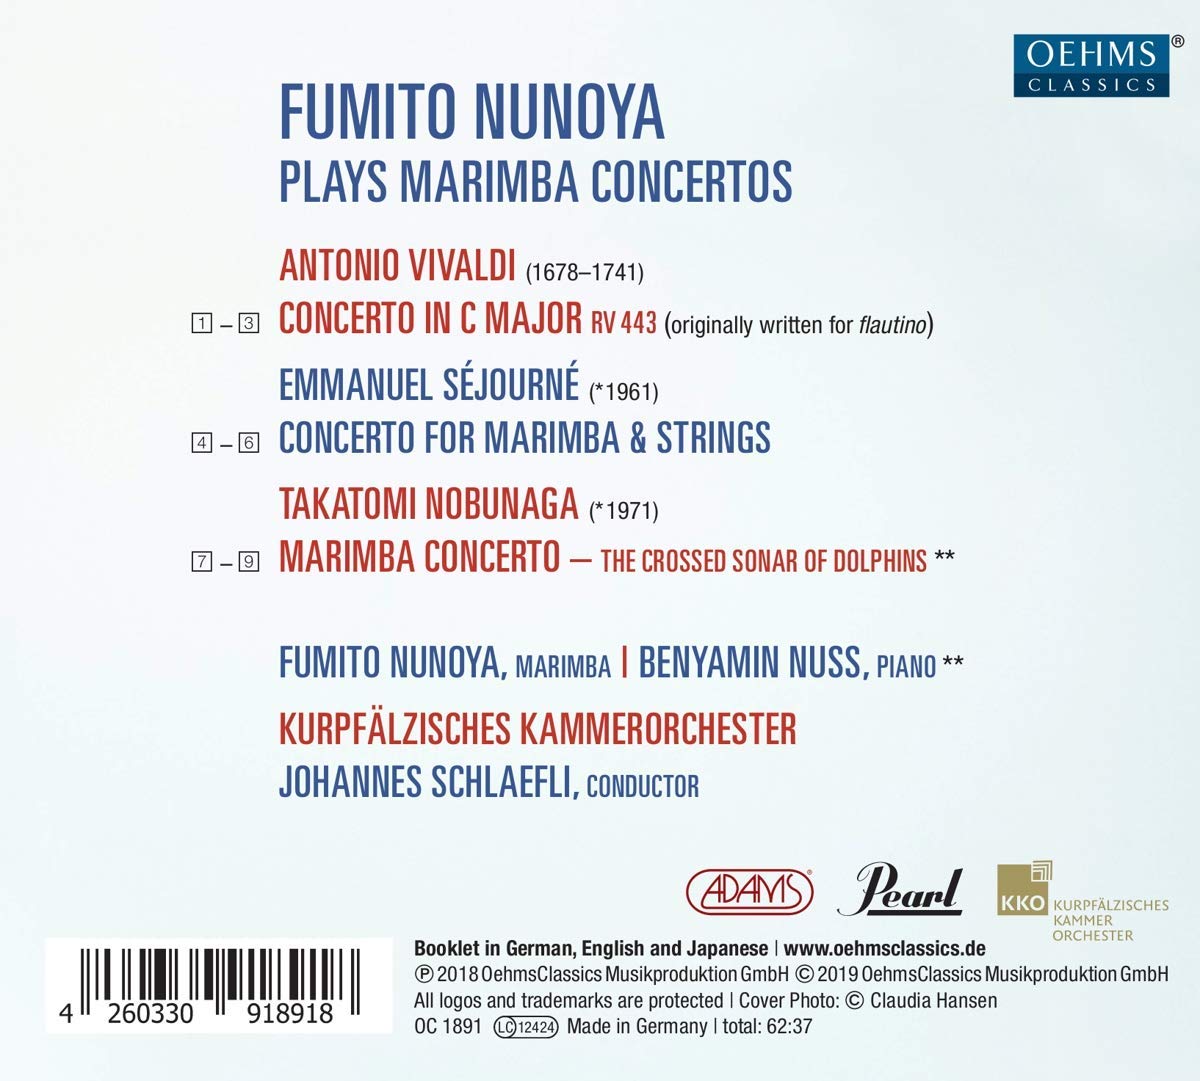 OEHMS ®
CLASSICS
FUMITO NUNOYA
PLAYS MARIMBA CONCERTOS
ANTONIO VIVALDI (1678–1741)
1 – 3 CONCERTO IN C MAJOR RV 443 (originally written for flautino)
EMMANUEL SÉJOURNÉ (*1961)
4 – 6 CONCERTO FOR MARIMBA & STRINGS
TAKATOMI NOBUNAGA (*1971)
7 – 9 MARIMBA CONCERTO — THE CROSSED SONAR OF DOLPHINS **
FUMITO NUNOYA, MARIMBA | BENYAMIN NUSS, PIANO **
KURPFÄLZISCHES KAMMERORCHESTER
JOHANNES SCHLAEFLI, CONDUCTOR
ADAMS® Pearl KKO KURPFÄLZISCHES
KAMMER
ORCHESTER
Booklet in German, English and Japanese | www.oehmsclassics.de
℗ 2018 OehmsClassics Musikproduktion GmbH © 2019 OehmsClassics Musikproduktion GmbH
All logos and trademarks are protected | Cover Photo: © Claudia Hansen
OC 1891 LC 12424 Made in Germany | total: 62:37
4 260330 918918